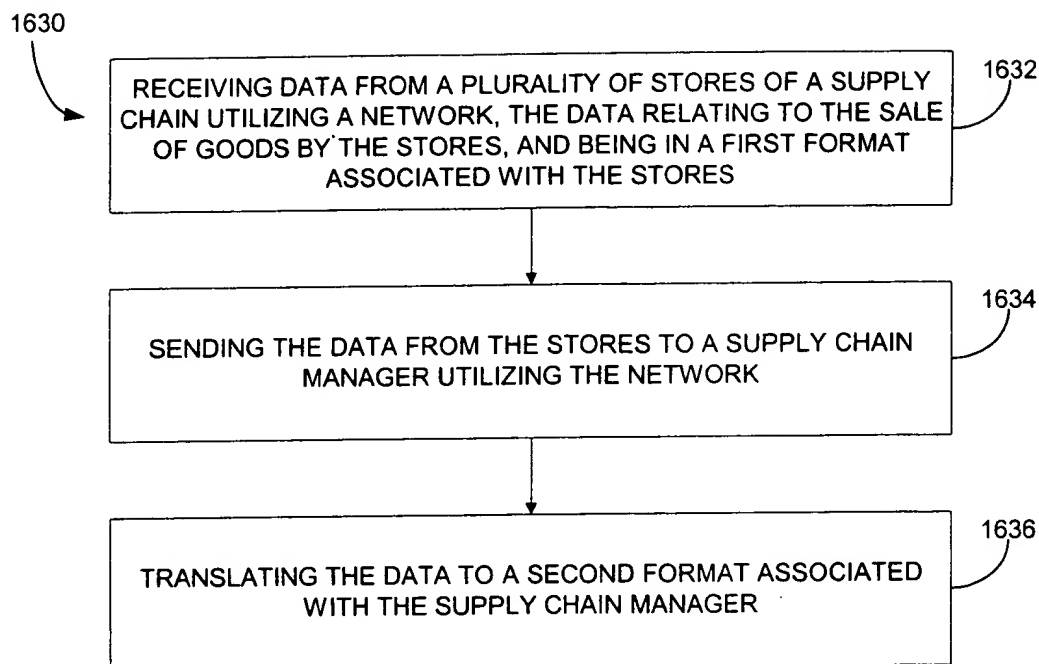 1630
RECEIVING DATA FROM A PLURALITY OF STORES OF A SUPPLY
CHAIN UTILIZING A NETWORK, THE DATA RELATING TO THE SALE
OF GOODS BY THE STORES, AND BEING IN A FIRST FORMAT
ASSOCIATED WITH THE STORES
1632
SENDING THE DATA FROM THE STORES TO A SUPPLY CHAIN
MANAGER UTILIZING THE NETWORK
1634
TRANSLATING THE DATA TO A SECOND FORMAT ASSOCIATED
WITH THE SUPPLY CHAIN MANAGER
1636